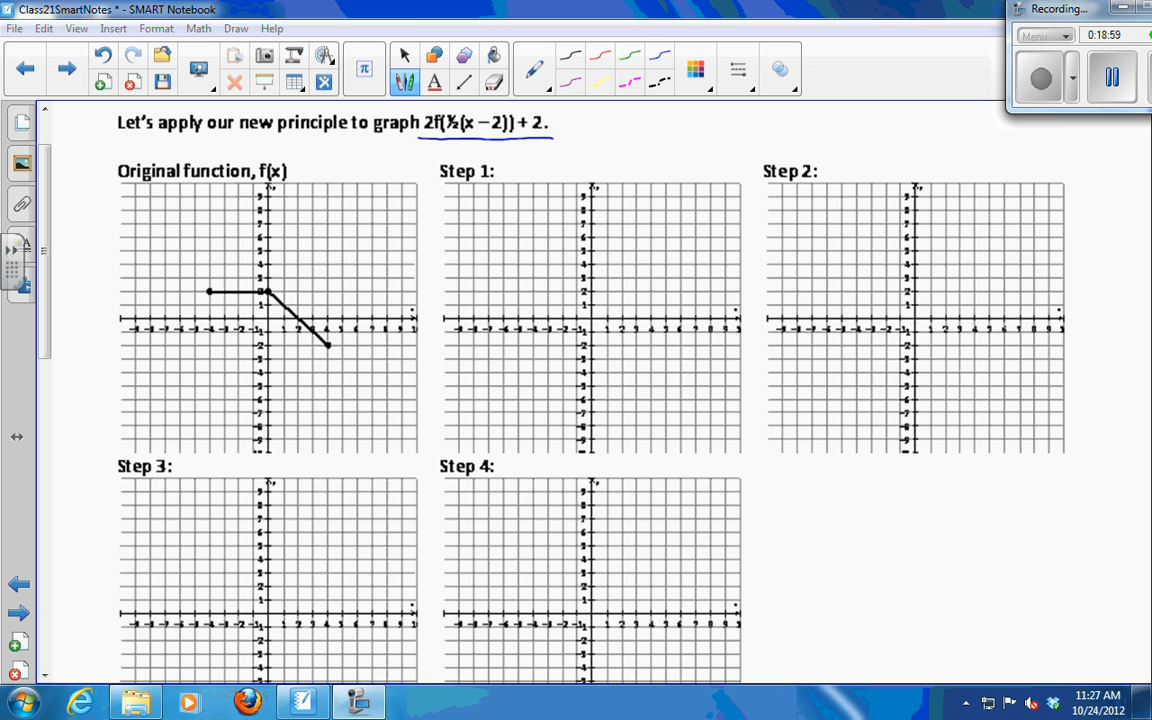 Class21SmartNotes * - SMART Notebook
Recording...
File Edit View Insert Format Math Draw Help
Menu
0:18:59
π
A
Let's apply our new principle to graph 2f(½(x – 2)) + 2.
Original function, f(x)
Step 1:
Step 2:
Step 3:
Step 4:
11:27 AM
10/24/2012